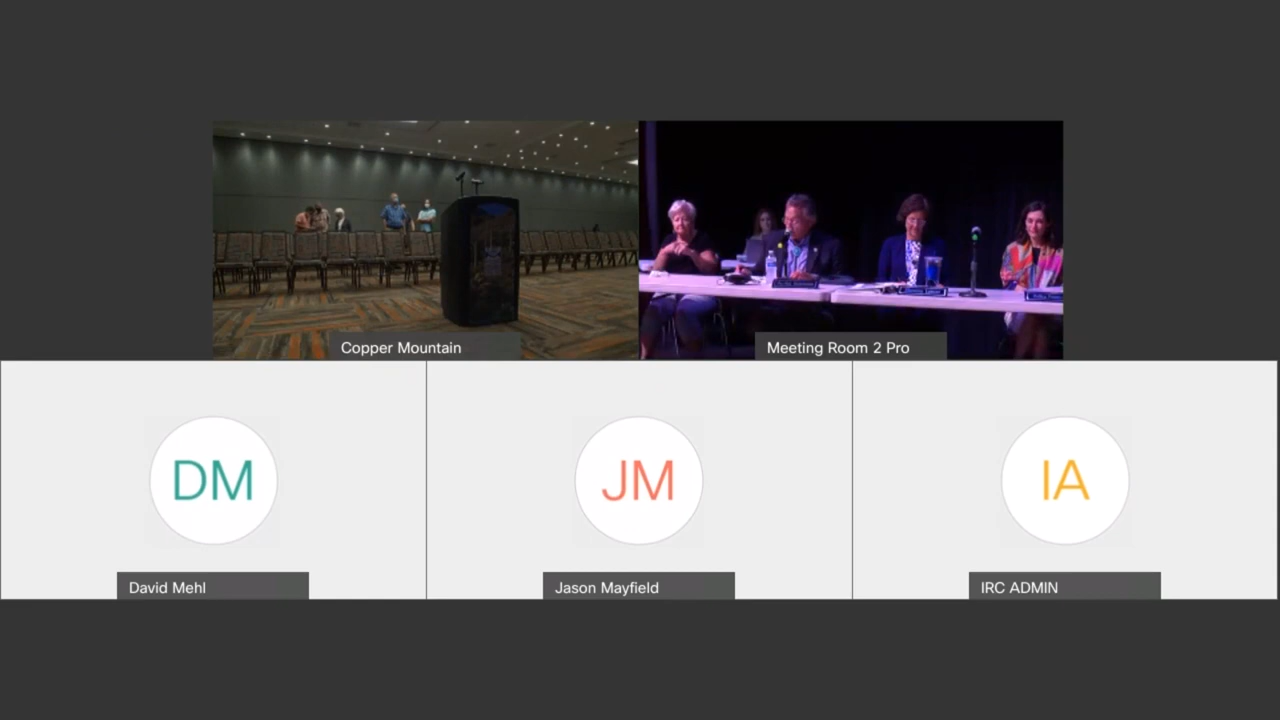 Copper Mountain
Meeting Room 2 Pro
DM
JM
IA
David Mehl
Jason Mayfield
IRC ADMIN